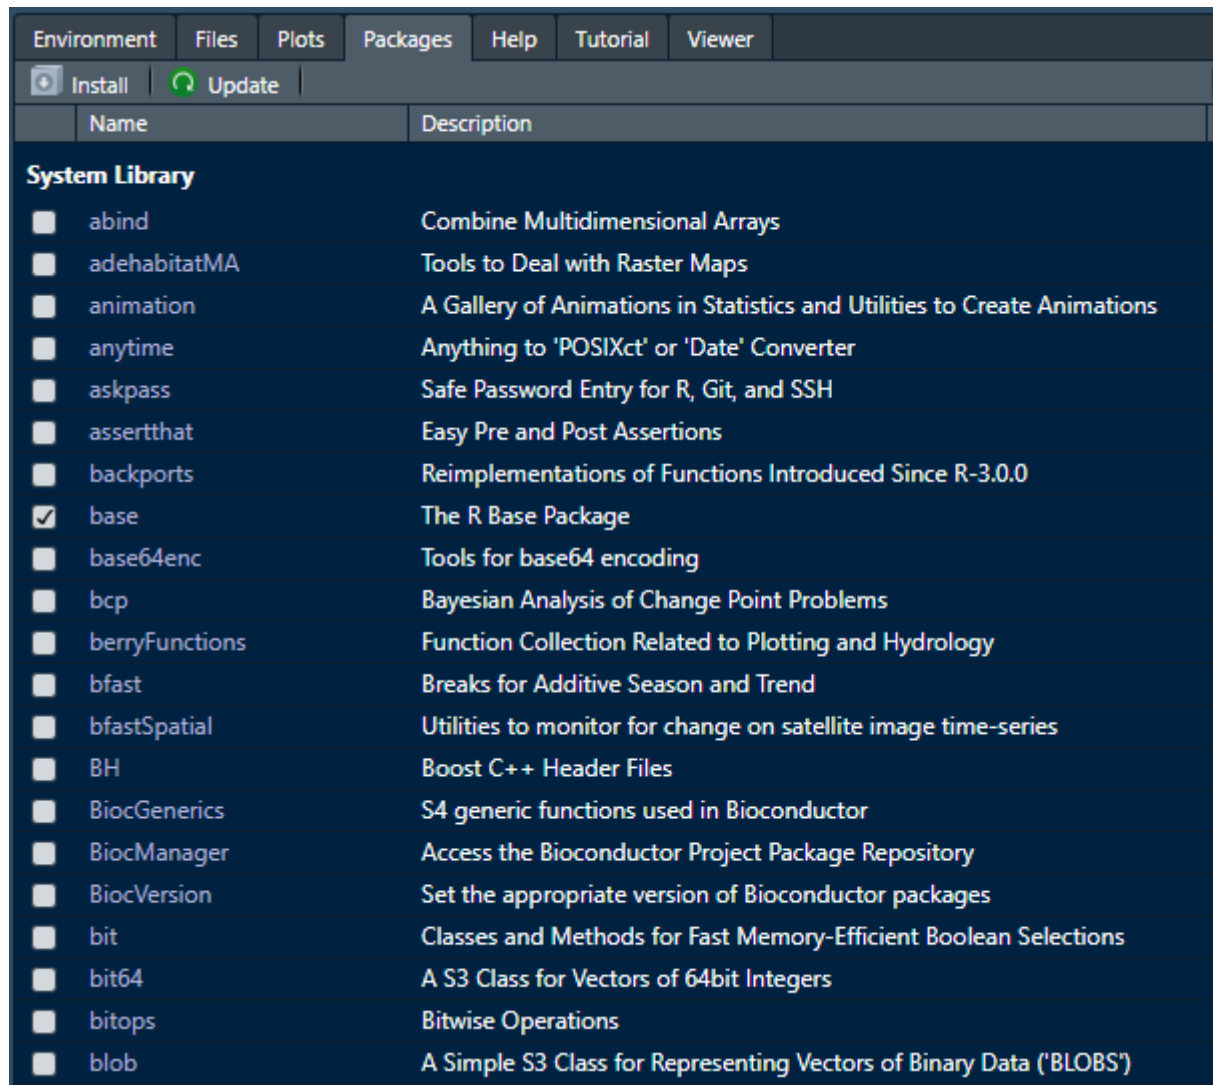 Environment Files Plots Packages Help Tutorial Viewer
Install Update
Name Description
System Library
abind Combine Multidimensional Arrays
adehabitatMA Tools to Deal with Raster Maps
animation A Gallery of Animations in Statistics and Utilities to Create Animations
anytime Anything to 'POSIXct' or 'Date' Converter
askpass Safe Password Entry for R, Git, and SSH
assertthat Easy Pre and Post Assertions
backports Reimplementations of Functions Introduced Since R-3.0.0
base The R Base Package
base64enc Tools for base64 encoding
bcp Bayesian Analysis of Change Point Problems
berryFunctions Function Collection Related to Plotting and Hydrology
bfast Breaks for Additive Season and Trend
bfastSpatial Utilities to monitor for change on satellite image time-series
BH Boost C++ Header Files
BiocGenerics S4 generic functions used in Bioconductor
BiocManager Access the Bioconductor Project Package Repository
BiocVersion Set the appropriate version of Bioconductor packages
bit Classes and Methods for Fast Memory-Efficient Boolean Selections
bit64 A S3 Class for Vectors of 64bit Integers
bitops Bitwise Operations
blob A Simple S3 Class for Representing Vectors of Binary Data ('BLOBS')